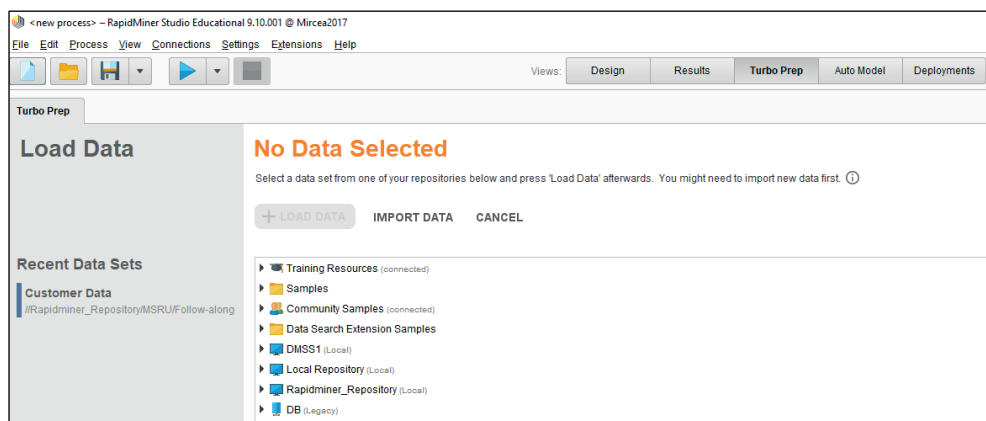 <new process> – RapidMiner Studio Educational 9.10.001 @ Mircea2017
File Edit Process View Connections Settings Extensions Help
Views: Design Results Turbo Prep Auto Model Deployments
Turbo Prep
Load Data
No Data Selected
Select a data set from one of your repositories below and press 'Load Data' afterwards. You might need to import new data first.
+ LOAD DATA IMPORT DATA CANCEL
Recent Data Sets
Customer Data
//Rapidminer_Repository/MSRU/Follow-along
Training Resources (connected)
Samples
Community Samples (connected)
Data Search Extension Samples
DMSS1 (Local)
Local Repository (Local)
Rapidminer_Repository (Local)
DB (Legacy)